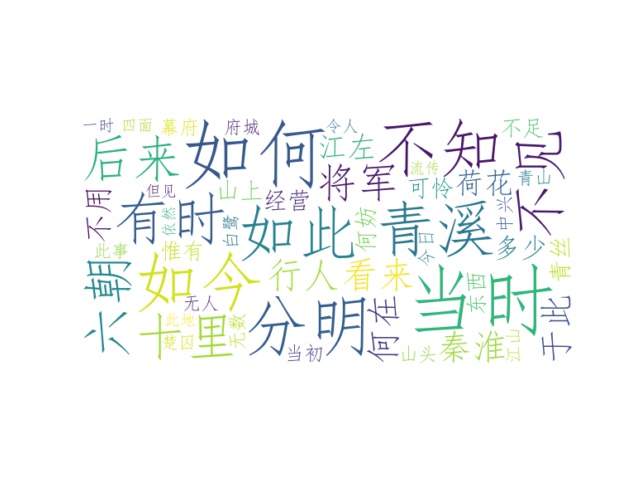 一时 四面 幕府 府城 令人
后来 如何 江左 不知 不足 不见
不用 但见 山上 经营 将军 流传 可怜 荷花 青山
有时 依然 白鹭 如此 何妨 青溪 今日 中兴 多少
此事 惟有 青丝
六朝 如今 行人 看来 当时 东西 于此
无人 十里 此地 楚囚 无数 分明 何在
当初 山头 秦淮 江山